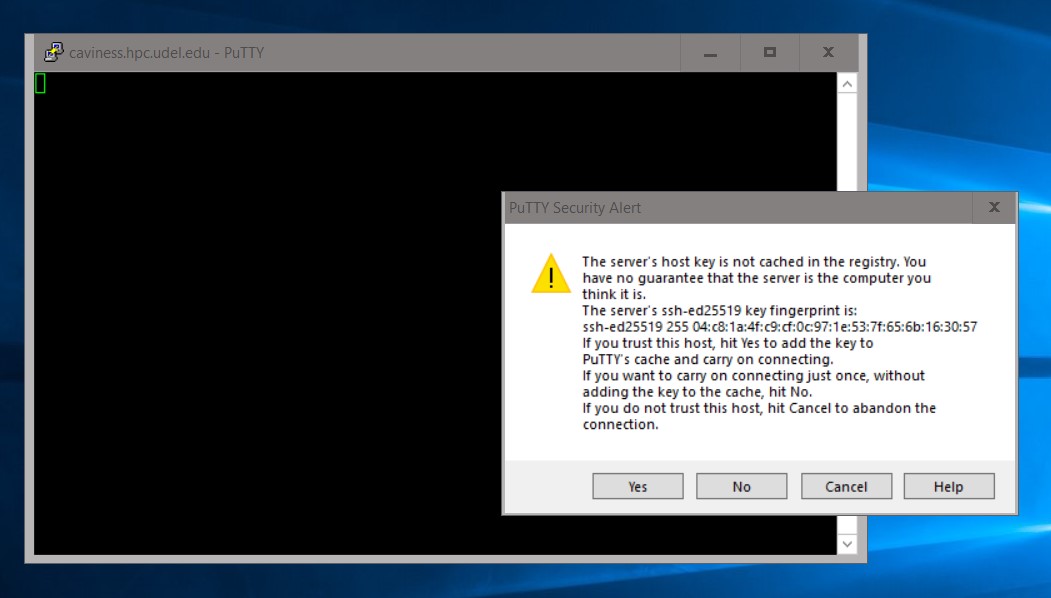 caviness.hpc.udel.edu - PuTTY
PuTTY Security Alert
The server's host key is not cached in the registry. You
have no guarantee that the server is the computer you
think it is.
The server's ssh-ed25519 key fingerprint is:
ssh-ed25519 255 04:c8:1a:4f:c9:cf:0c:97:1e:53:7f:65:6b:16:30:57
If you trust this host, hit Yes to add the key to
PuTTY's cache and carry on connecting.
If you want to carry on connecting just once, without
adding the key to the cache, hit No.
If you do not trust this host, hit Cancel to abandon the
connection.
Yes No Cancel Help